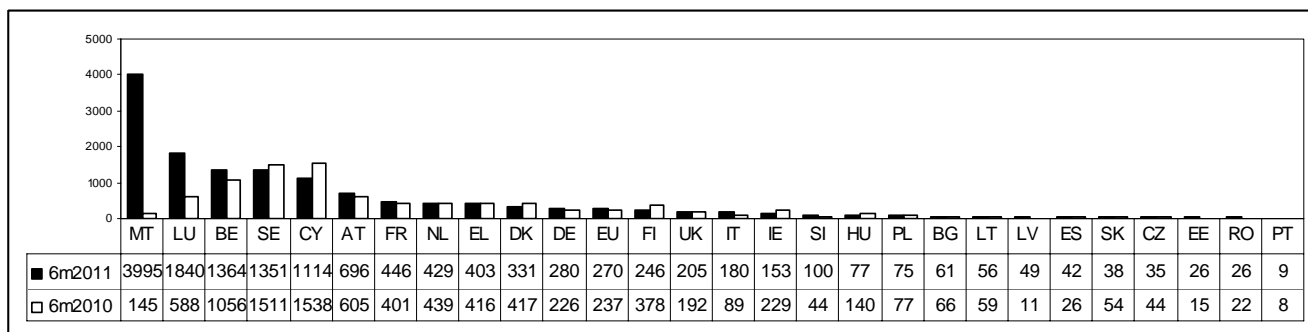 5000
4000
3000
2000
1000
0
MT LU BE SE CY AT FR NL EL DK DE EU FI UK IT IE SI HU PL BG LT LV ES SK CZ EE RO PT
6m2011 3995 1840 1364 1351 1114 696 446 429 403 331 280 270 246 205 180 153 100 77 75 61 56 49 42 38 35 26 26 9
6m2010 145 588 1056 1511 1538 605 401 439 416 417 226 237 378 192 89 229 44 140 77 66 59 11 26 54 44 15 22 8